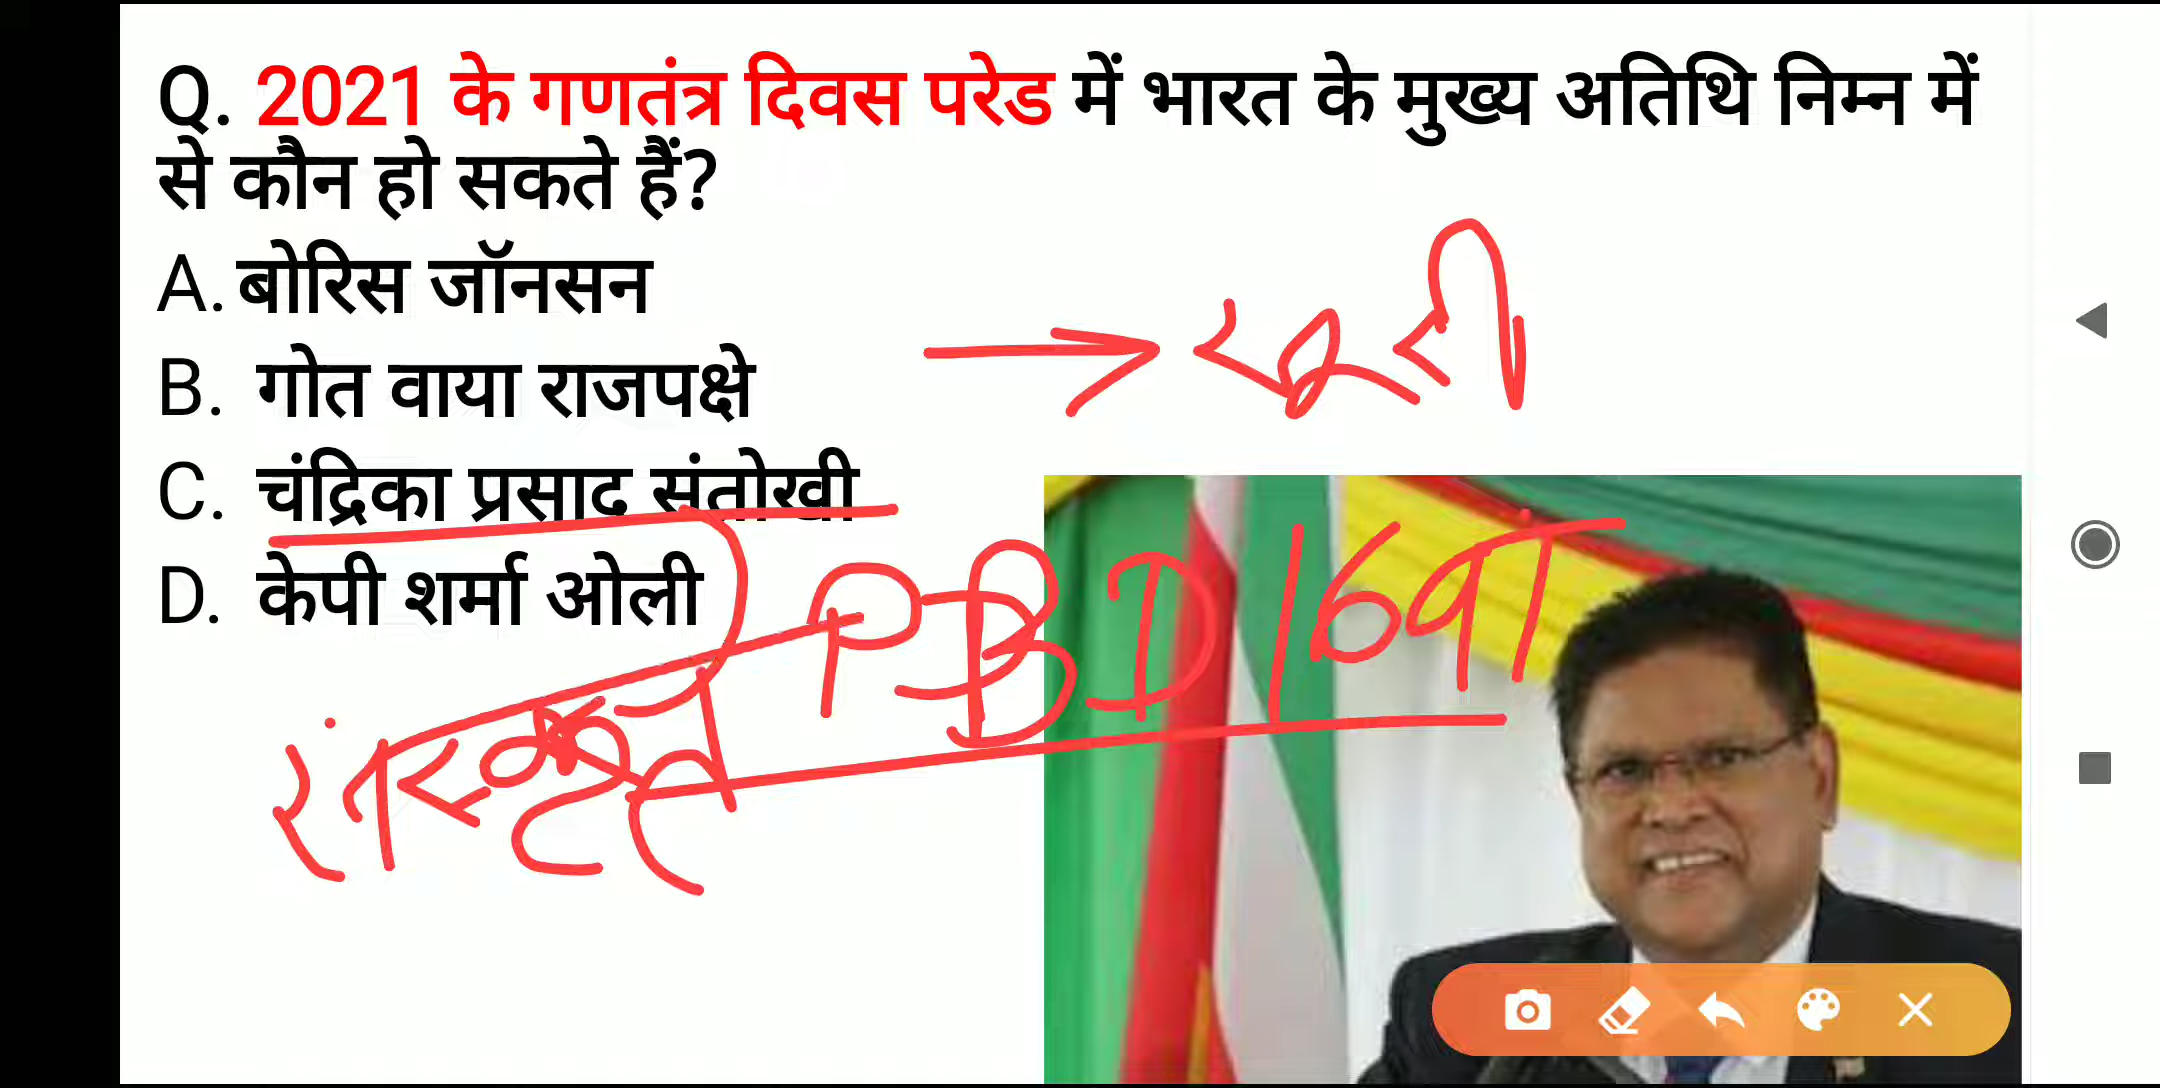 Q. 2021 के गणतंत्र दिवस परेड में भारत के मुख्य अतिथि निम्न में
से कौन हो सकते हैं?
A. बोरिस जॉनसन
B. गोत वाया राजपक्षे
C. चंद्रिका प्रसाद संतोखी
D. केपी शर्मा ओली
PBD 16वा